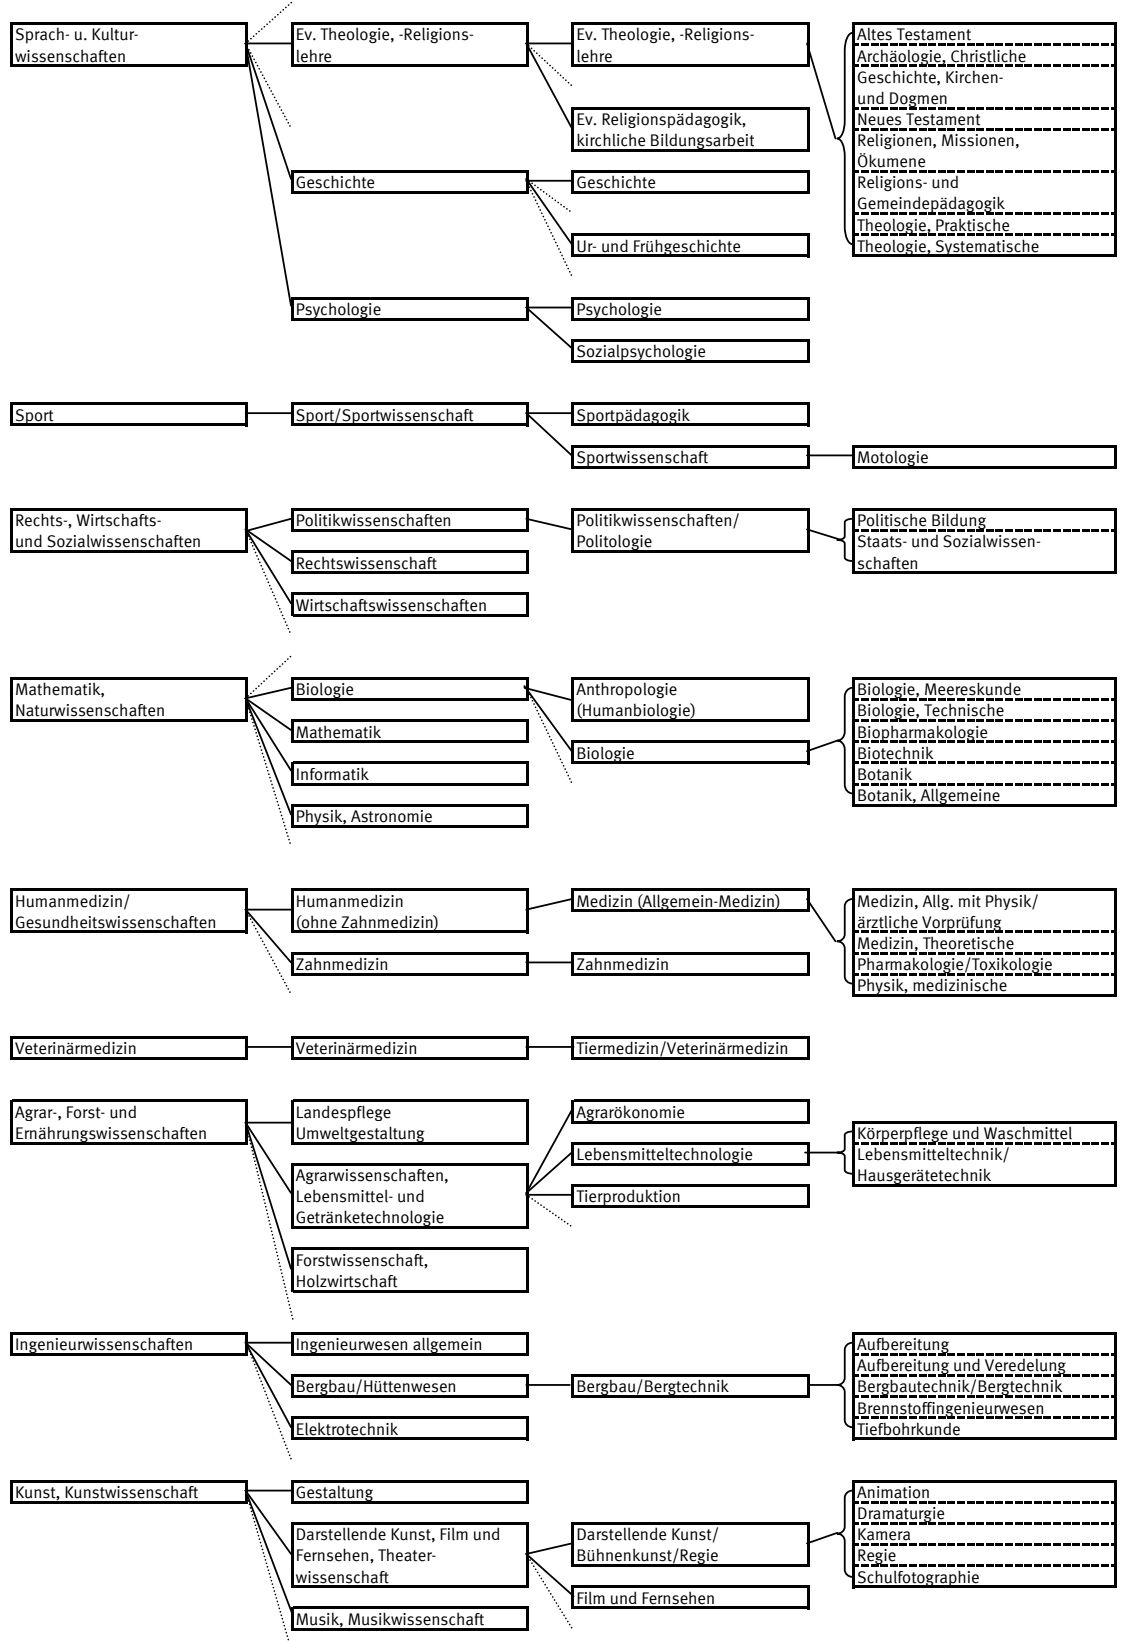 Sprach- u. Kultur-
wissenschaften
Ev. Theologie, -Religions-
lehre
Ev. Theologie, -Religions-
lehre
Altes Testament
Archäologie, Christliche
Geschichte, Kirchen-
und Dogmen
Neues Testament
Religionen, Missionen,
Ökumene
Religions- und
Gemeindepädagogik
Theologie, Praktische
Theologie, Systematische
Ev. Religionspädagogik,
kirchliche Bildungsarbeit
Geschichte
Geschichte
Ur- und Frühgeschichte
Psychologie
Psychologie
Sozialpsychologie
Sport
Sport/Sportwissenschaft
Sportpädagogik
Sportwissenschaft
Motologie
Rechts-, Wirtschafts-
und Sozialwissenschaften
Politikwissenschaften
Politikwissenschaften/
Politologie
Politische Bildung
Staats- und Sozialwissen-
schaften
Rechtswissenschaft
Wirtschaftswissenschaften
Mathematik,
Naturwissenschaften
Biologie
Anthropologie
(Humanbiologie)
Biologie
Biologie, Meereskunde
Biologie, Technische
Biopharmakologie
Biotechnik
Botanik
Botanik, Allgemeine
Mathematik
Informatik
Physik, Astronomie
Humanmedizin/
Gesundheitswissenschaften
Humanmedizin
(ohne Zahnmedizin)
Medizin (Allgemein-Medizin)
Medizin, Allg. mit Physik/
ärztliche Vorprüfung
Medizin, Theoretische
Pharmakologie/Toxikologie
Physik, medizinische
Zahnmedizin
Zahnmedizin
Veterinärmedizin
Veterinärmedizin
Tiermedizin/Veterinärmedizin
Agrar-, Forst- und
Ernährungswissenschaften
Landespflege
Umweltgestaltung
Agrarwissenschaften,
Lebensmittel- und
Getränketechnologie
Agrarökonomie
Lebensmitteltechnologie
Körperpflege und Waschmittel
Lebensmitteltechnik/
Hausgerätetechnik
Tierproduktion
Forstwissenschaft,
Holzwirtschaft
Ingenieurwissenschaften
Ingenieurwesen allgemein
Bergbau/Hüttenwesen
Bergbau/Bergtechnik
Aufbereitung
Aufbereitung und Veredelung
Bergbautechnik/Bergtechnik
Brennstoffingenieurwesen
Tiefbohrkunde
Elektrotechnik
Kunst, Kunstwissenschaft
Gestaltung
Darstellende Kunst, Film und
Fernsehen, Theater-
wissenschaft
Darstellende Kunst/
Bühnenkunst/Regie
Animation
Dramaturgie
Kamera
Regie
Schulfotographie
Film und Fernsehen
Musik, Musikwissenschaft